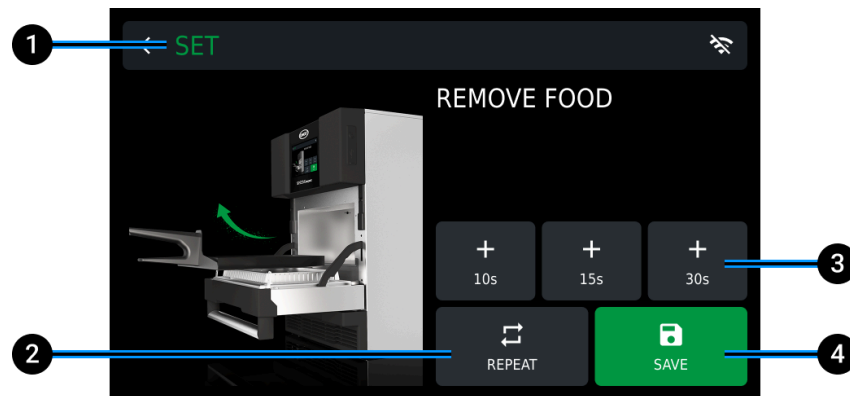 1
SET
REMOVE FOOD
+ + +
10s 15s 30s
3
2
REPEAT
SAVE
4